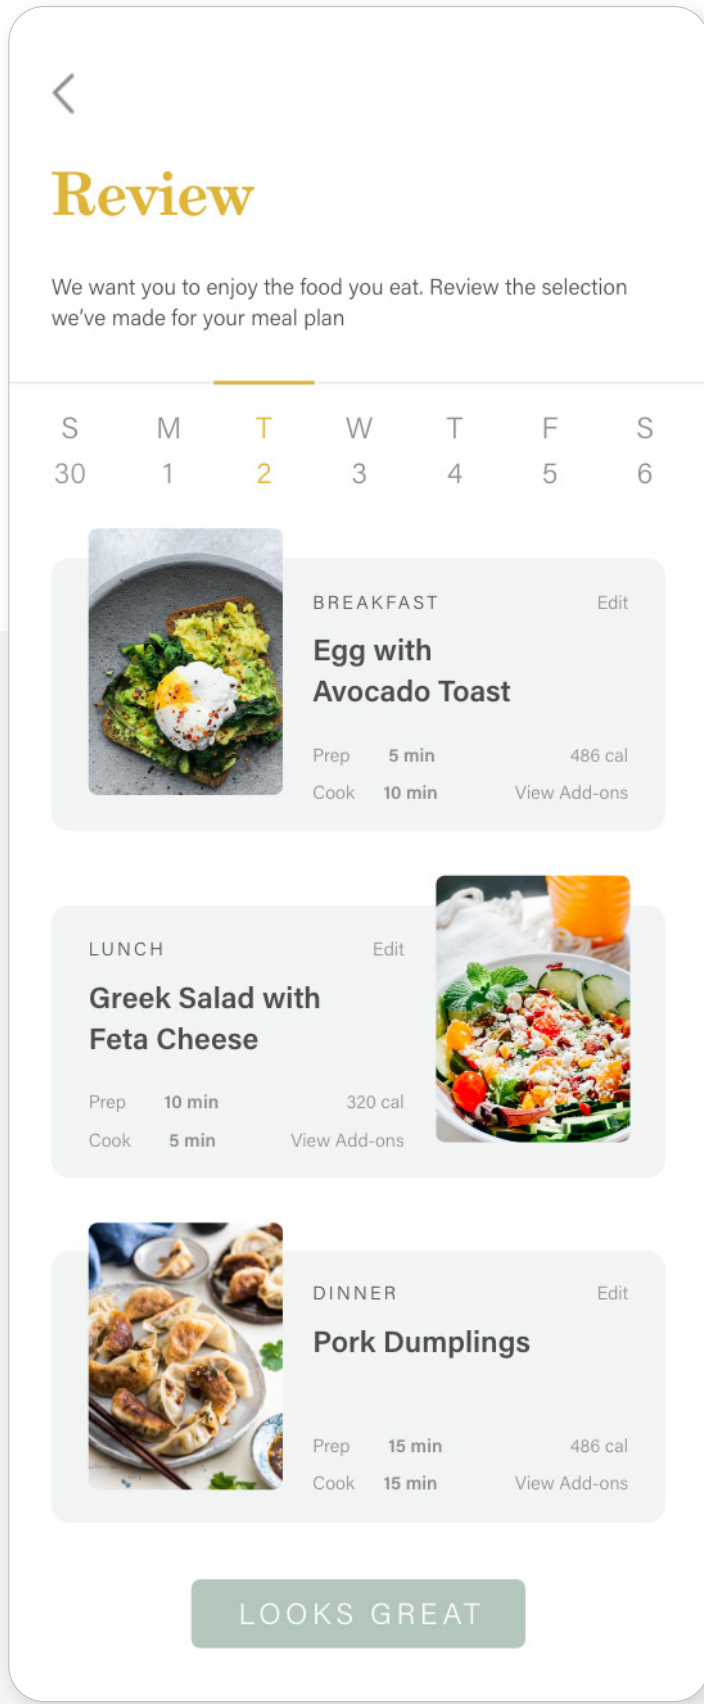 Review
We want you to enjoy the food you eat. Review the selection
we’ve made for your meal plan
S M T W T F S
30 1 2 3 4 5 6
BREAKFAST Edit
Egg with
Avocado Toast
Prep 5 min 486 cal
Cook 10 min View Add-ons
LUNCH Edit
Greek Salad with
Feta Cheese
Prep 10 min 320 cal
Cook 5 min View Add-ons
DINNER Edit
Pork Dumplings
Prep 15 min 486 cal
Cook 15 min View Add-ons
LOOKS GREAT